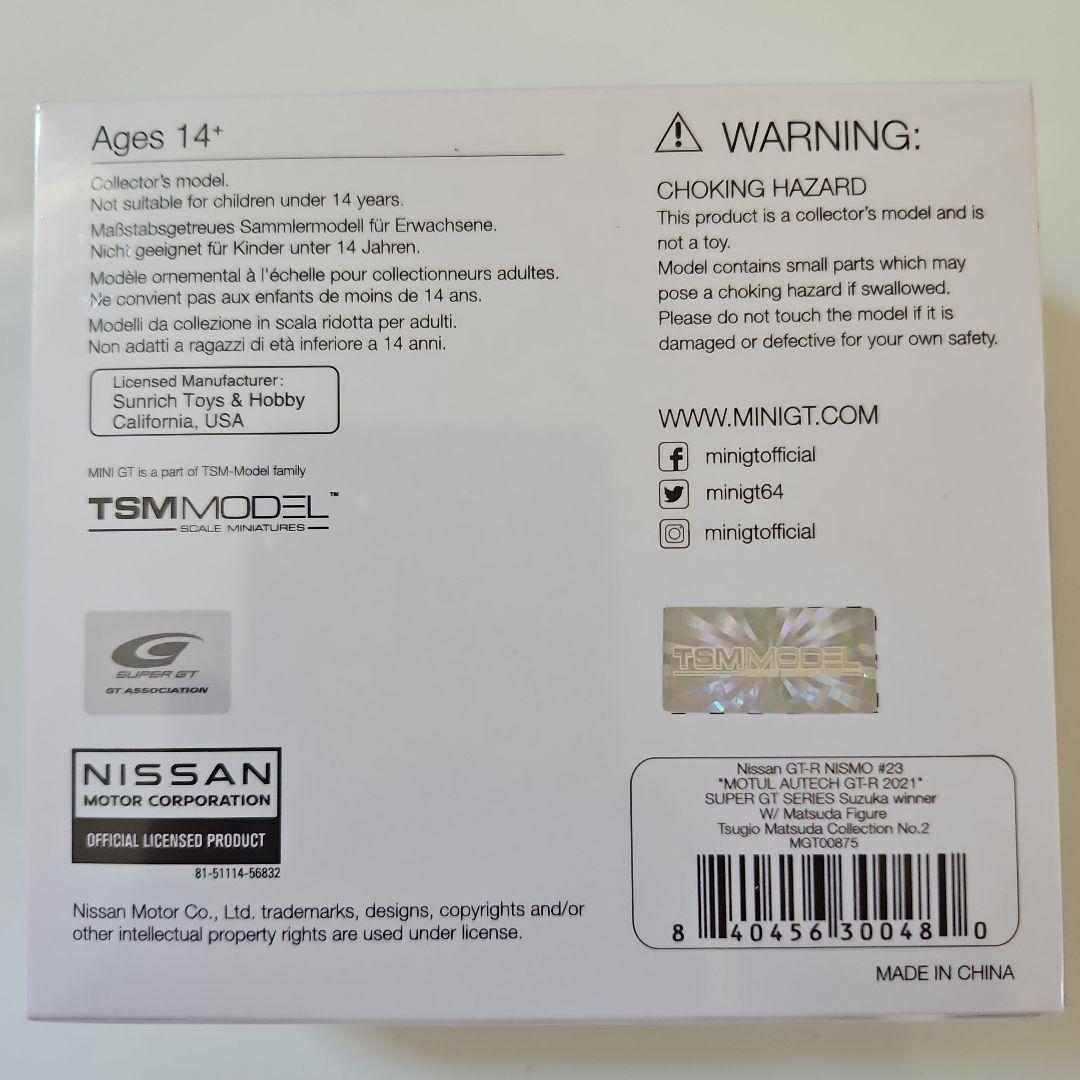 Ages 14+
Collector's model.
Not suitable for children under 14 years.
Maßstabsgetreues Sammlermodell für Erwachsene.
Nicht geeignet für Kinder unter 14 Jahren.
Modèle ornemental à l'échelle pour collectionneurs adultes.
Ne convient pas aux enfants de moins de 14 ans.
Modelli da collezione in scala ridotta per adulti.
Non adatti a ragazzi di età inferiore a 14 anni.
Licensed Manufacturer:
Sunrich Toys & Hobby
California, USA
MINI GT is a part of TSM-Model family
TSMMODEL™
SCALE MINIATURES
SUPER GT
GT ASSOCIATION
NISSAN
MOTOR CORPORATION
OFFICIAL LICENSED PRODUCT
81-51114-56832
Nissan Motor Co., Ltd. trademarks, designs, copyrights and/or
other intellectual property rights are used under license.
WARNING:
CHOKING HAZARD
This product is a collector's model and is
not a toy.
Model contains small parts which may
pose a choking hazard if swallowed.
Please do not touch the model if it is
damaged or defective for your own safety.
WWW.MINIGT.COM
minigtofficial
minigt64
minigtofficial
TSMMODEL
Nissan GT-R NISMO #23
"MOTUL AUTECH GT-R 2021"
SUPER GT SERIES Suzuka winner
W/ Matsuda Figure
Tsugio Matsuda Collection No.2
MGT00875
8 40456 30048 0
MADE IN CHINA